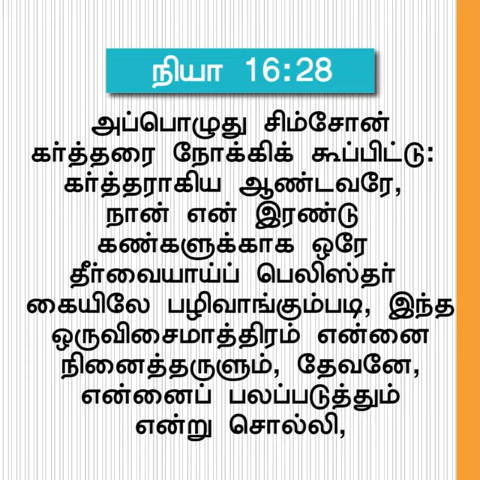 நியா 16:28
அப்பொழுது சிம்சோன்
கர்த்தரை நோக்கிக் கூப்பிட்டு:
கர்த்தராகிய ஆண்டவரே,
நான் என் இரண்டு
கண்களுக்காக ஒரே
தீர்வையாய்ப் பெலிஸ்தர்
கையிலே பழிவாங்கும்படி, இந்த
ஒருவிசைமாத்திரம் என்னை
நினைத்தருளும், தேவனே,
என்னைப் பலப்படுத்தும்
என்று சொல்லி,